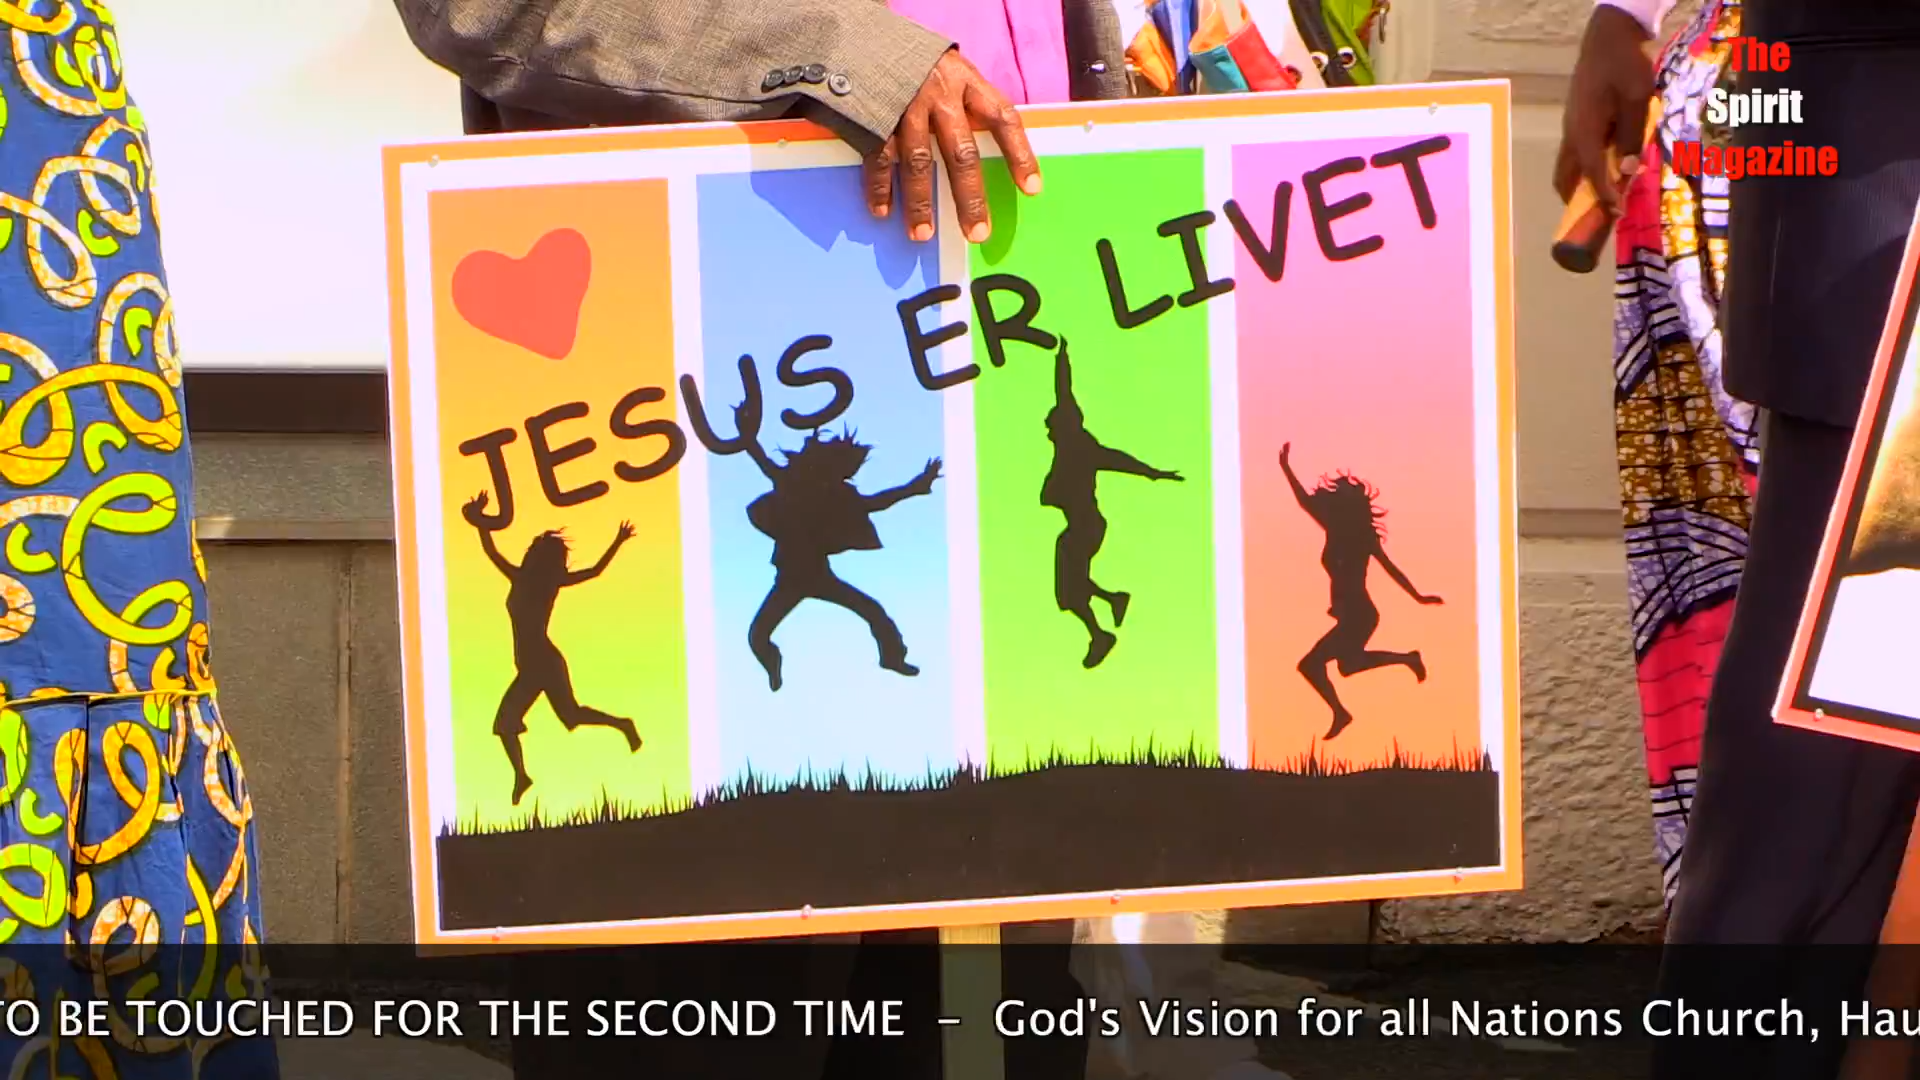 The
Spirit
Magazine
JESUS ER LIVET
TO BE TOUCHED FOR THE SECOND TIME – God's Vision for all Nations Church, Hau